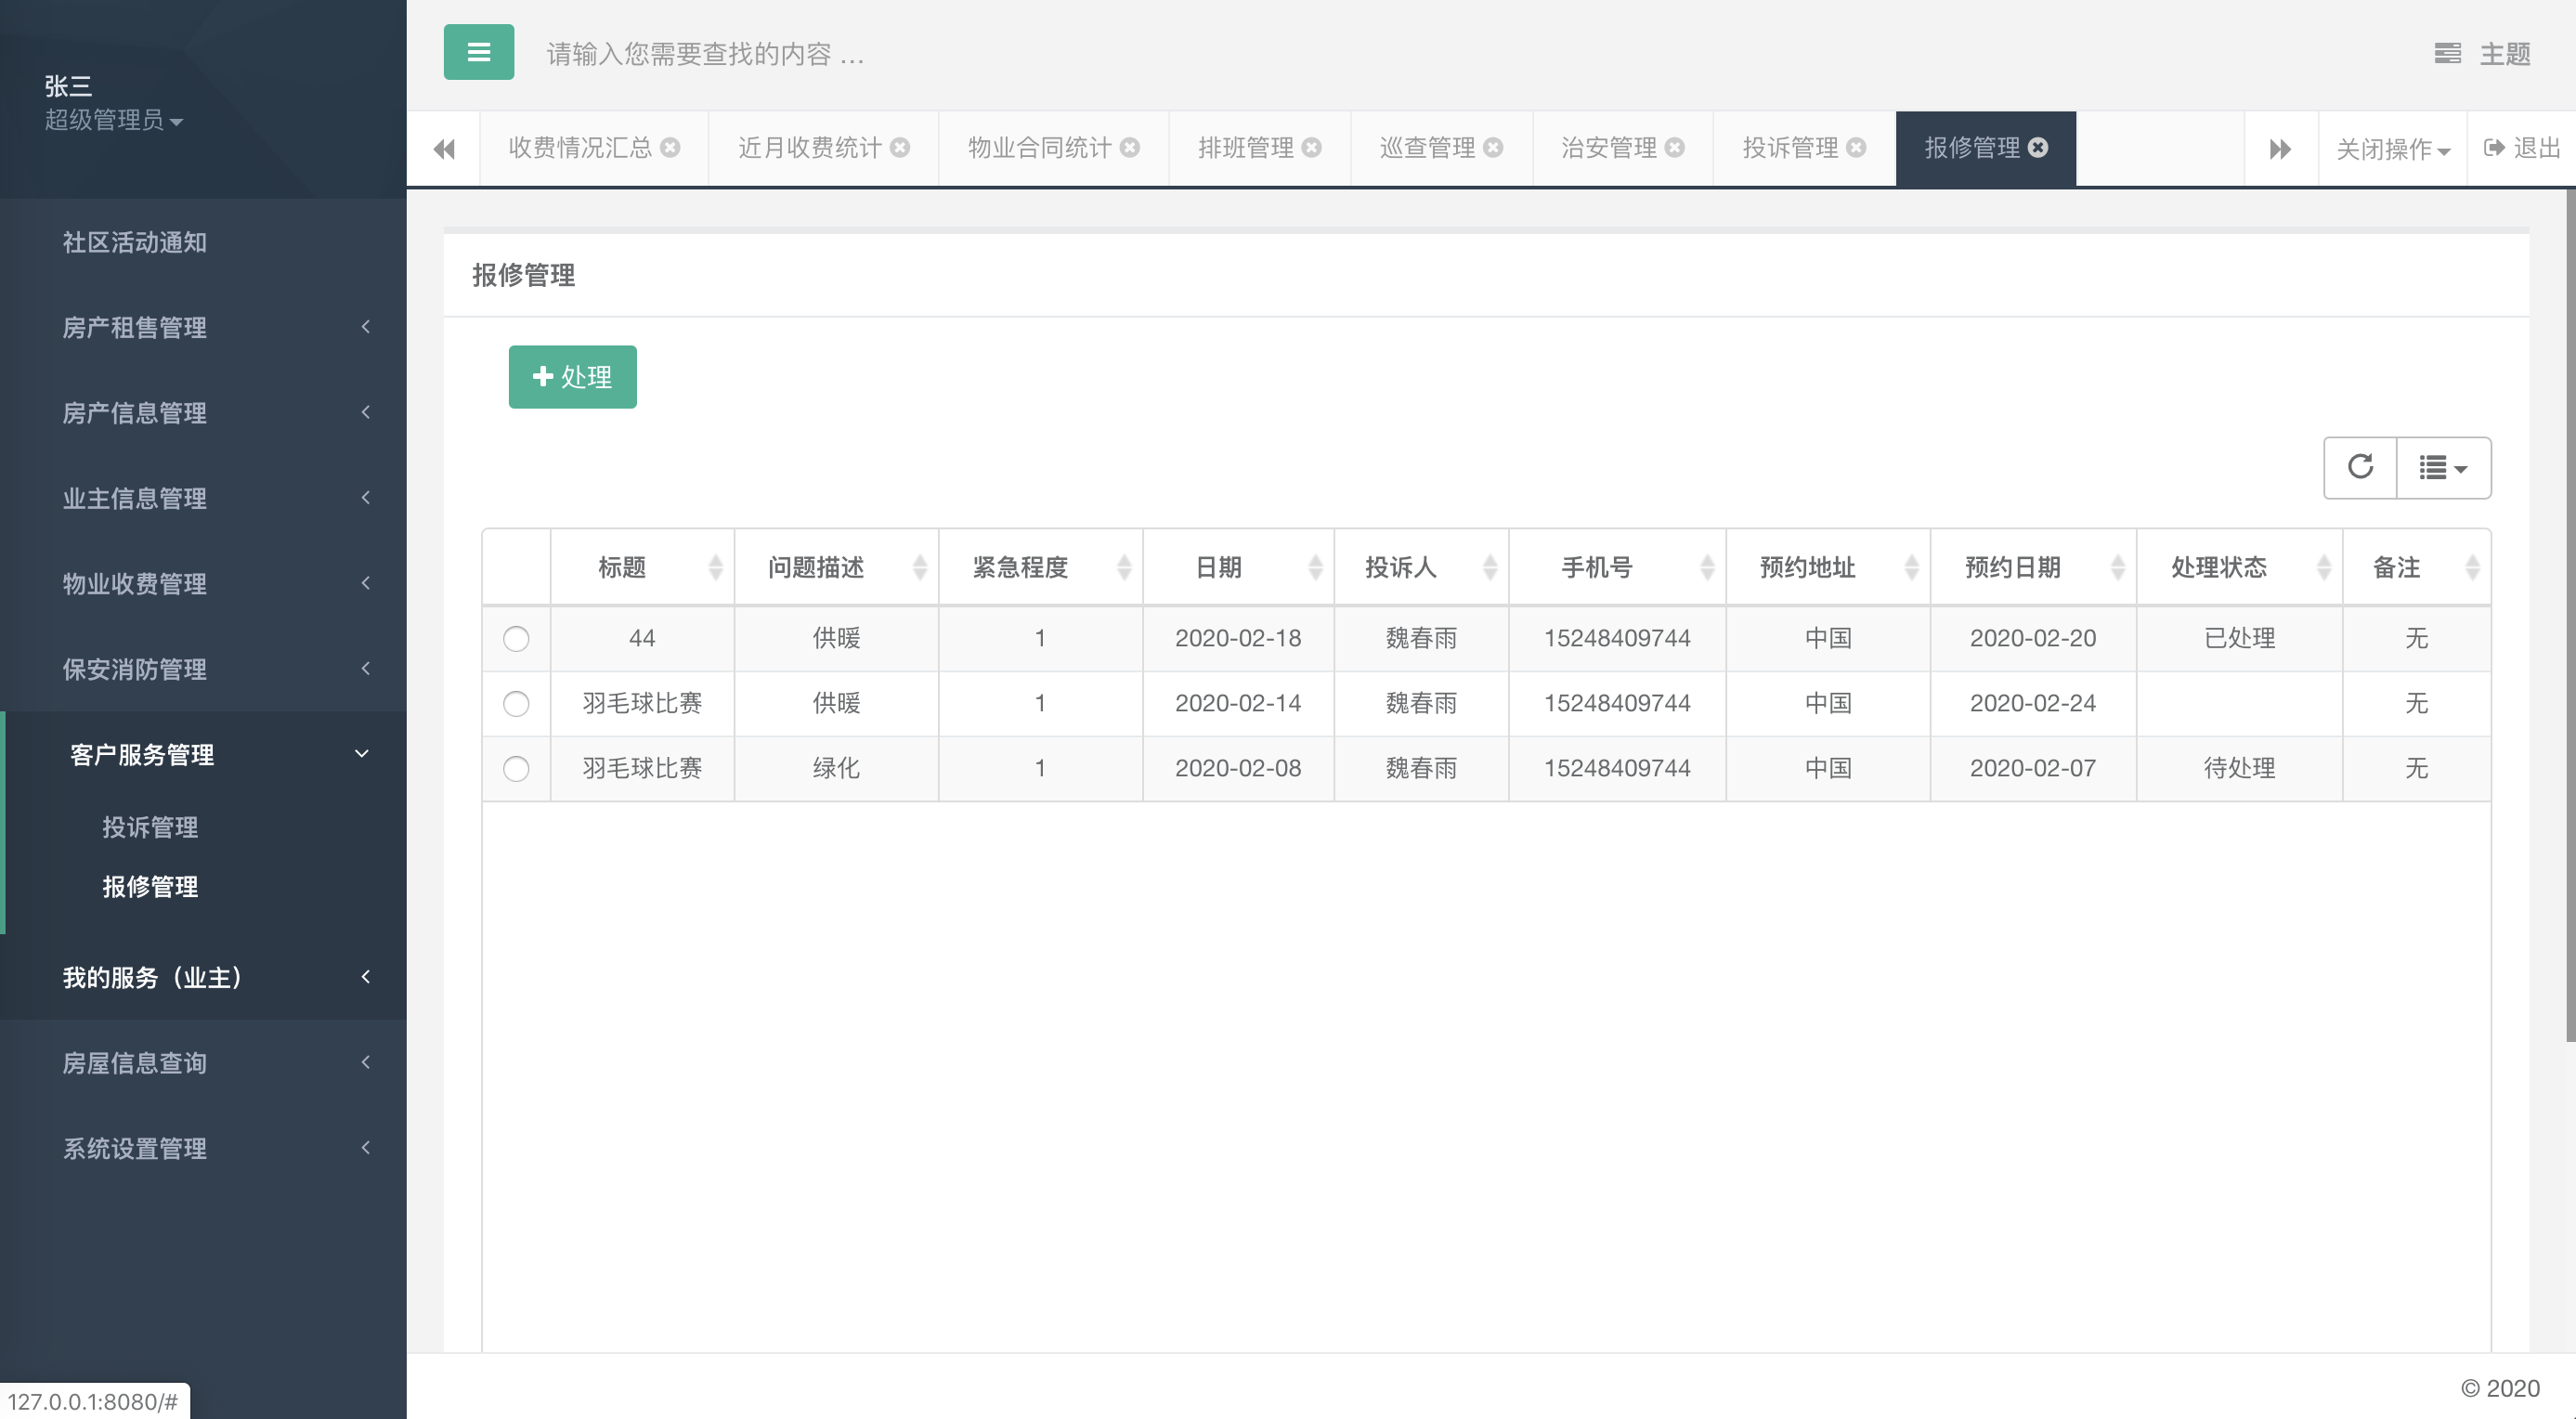 张三
超级管理员
社区活动通知
房产租售管理
房产信息管理
业主信息管理
物业收费管理
保安消防管理
客户服务管理
投诉管理
报修管理
我的服务（业主）
房屋信息查询
系统设置管理
127.0.0.1:8080/#
请输入您需要查找的内容 …
主题
收费情况汇总 近月收费统计 物业合同统计 排班管理 巡查管理 治安管理 投诉管理 报修管理 关闭操作 退出
报修管理
处理
标题 问题描述 紧急程度 日期 投诉人 手机号 预约地址 预约日期 处理状态 备注
44 供暖 1 2020-02-18 魏春雨 15248409744 中国 2020-02-20 已处理 无
羽毛球比赛 供暖 1 2020-02-14 魏春雨 15248409744 中国 2020-02-24 无
羽毛球比赛 绿化 1 2020-02-08 魏春雨 15248409744 中国 2020-02-07 待处理 无
© 2020